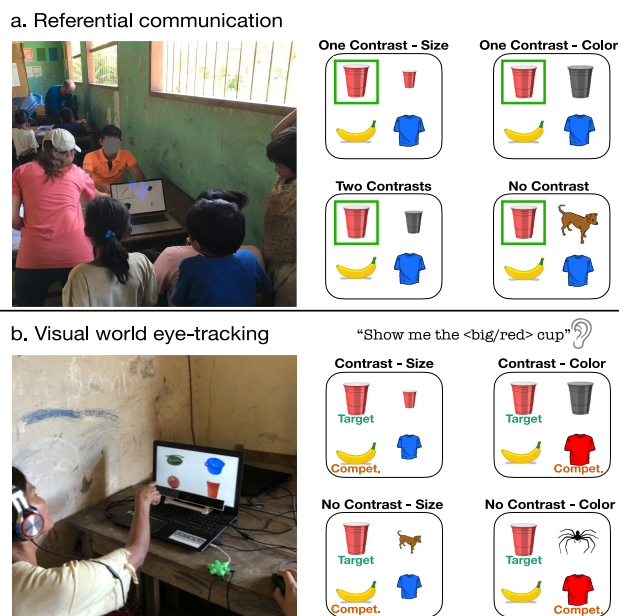 a. Referential communication
One Contrast - Size
One Contrast - Color
Two Contrasts
No Contrast
b. Visual world eye-tracking
“Show me the <big/red> cup”
Contrast - Size
Contrast - Color
Target
Target
Compet.
Compet.
No Contrast - Size
No Contrast - Color
Target
Target
Compet.
Compet.